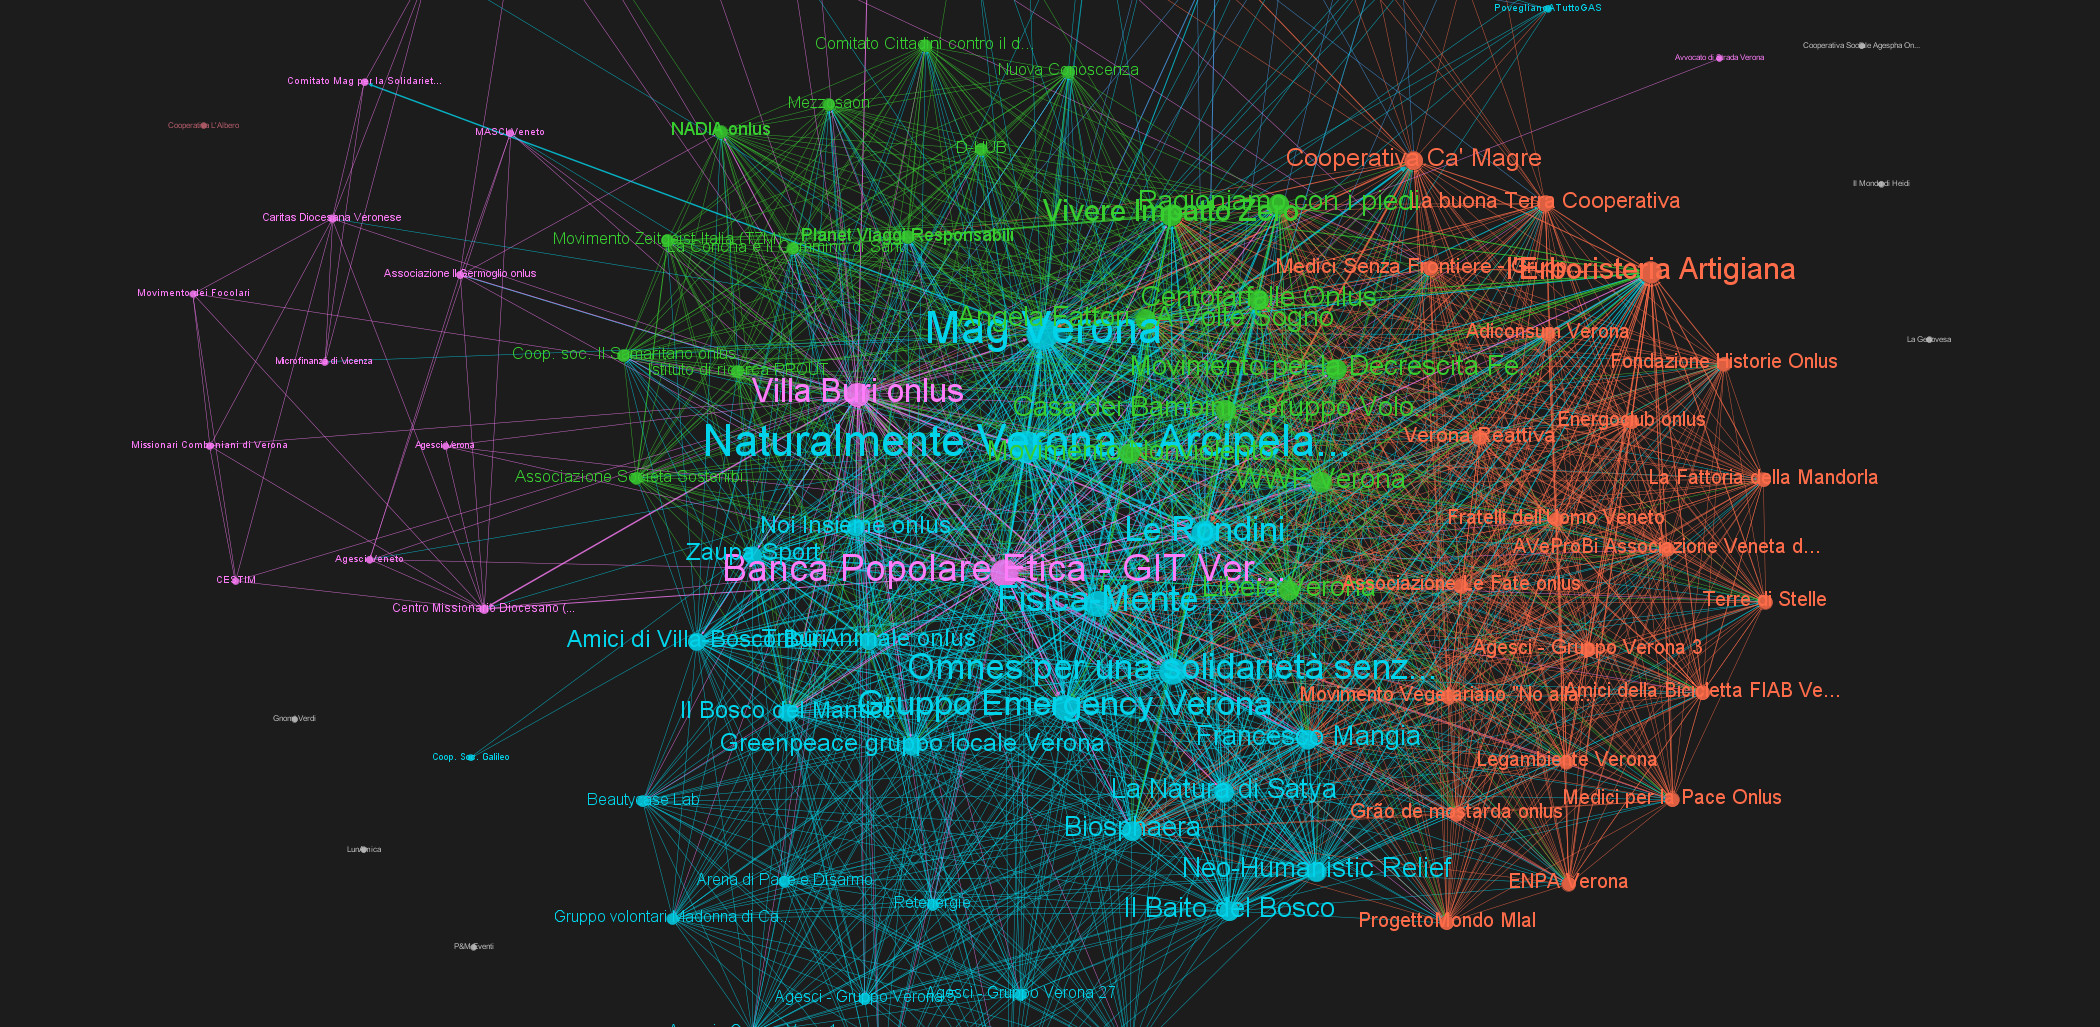 PoveglianoATuttoGAS
Comitato Cittadini contro il d...
Cooperativa Sociale Agespha On...
Avvocato di strada Verona
Nuova Conoscenza
Comitato Mag per la Solidariet...
Mezzosaon
Cooperativa L'Albero
NADIA onlus
MASCI Veneto
D-HUB
Cooperativa Ca' Magre
Il Mondo di Heidi
Ragioniamo con i piedi
La buona Terra Cooperativa
Vivere Impatto Zero
Caritas Diocesana Veronese
Planet Viaggi Responsabili
Movimento Zeitgeist Italia (TZM)
La Conchа e il Cammino di Sant
Medici Senza Frontiere - Gru
l'Erboristeria Artigiana
Associazione Il Germoglio onlus
Movimento dei Focolari
Centofarfalle Onlus
Angela Fattori A Volte Sogno
Mag Verona
Adiconsum Verona
La Genovesa
Coop. soc. Il Samaritano onlus
Microfinanza di Vicenza
Fondazione Historie Onlus
Istituto di ricerca PROUT
Movimento per la Decrescita Fe...
Villa Buri onlus
Casa dei Bambini - Gruppo Volo...
Energoclub onlus
Verona Reattiva
Missionari Comboniani di Verona
Agesci Verona
Naturalmente Verona - Arcipela...
Associazione Società Sostenibi...
WWF Verona
La Fattoria della Mandorla
Fratelli dell'Uomo Veneto
Noi Insieme onlus
Le Rondini
AVeProBi Associazione Veneta d...
Zaupa Sport
Agesci Veneto
Banca Popolare Etica - GIT Ver...
CESTIM
Associazione Le Fate onlus
Libera Verona
Fisica Mente
Terre di Stelle
Centro Missionario Diocesano (...
Amici di Villa Bosco Buri
Tribù Animale onlus
Agesci - Gruppo Verona 3
Omnes per una solidarietà senz...
Movimento Vegetariano "No alla...
Amici della Bicicletta FIAB Ve...
Gruppo Emergency Verona
Il Bosco del Mantico
Gnomi Verdi
Francesco Mangia
Greenpeace gruppo locale Verona
Coop. Soc. Galileo
Legambiente Verona
La Natura di Satya
Beautycase Lab
Medici per la Pace Onlus
Grão de mostarda onlus
Biosphaera
LunAmica
Neo-Humanistic Relief
Arena di Pace e Disarmo
ENPA Verona
Retenergie
Il Baito del Bosco
Gruppo volontari Madonna di Ca...
ProgettoMondo Mlal
P&M Eventi
Agesci - Gruppo Verona
Agesci - Gruppo Verona 27